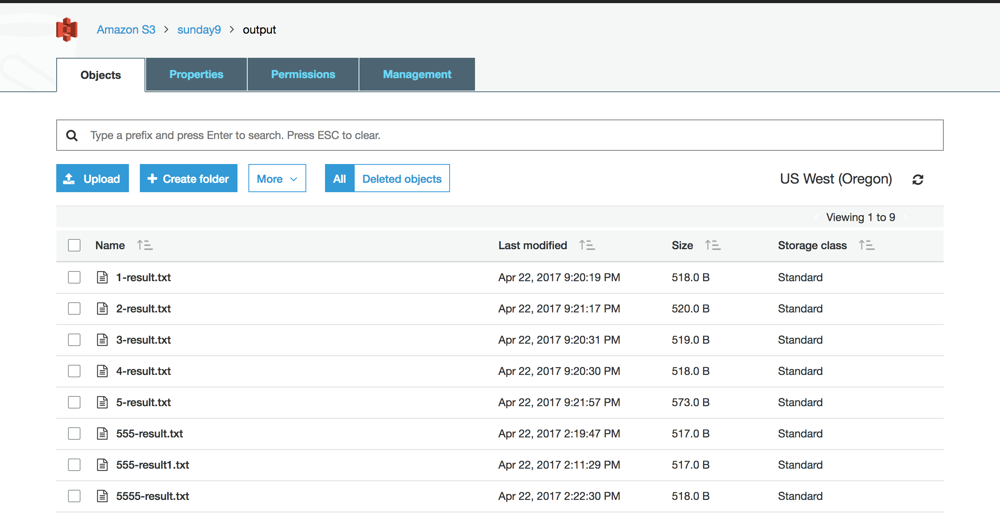 Amazon S3 > sunday9 > output
Objects Properties Permissions Management
Type a prefix and press Enter to search. Press ESC to clear.
Upload Create folder More All Deleted objects US West (Oregon)
Viewing 1 to 9
Name Last modified Size Storage class
1-result.txt Apr 22, 2017 9:20:19 PM 518.0 B Standard
2-result.txt Apr 22, 2017 9:21:17 PM 520.0 B Standard
3-result.txt Apr 22, 2017 9:20:31 PM 519.0 B Standard
4-result.txt Apr 22, 2017 9:20:30 PM 518.0 B Standard
5-result.txt Apr 22, 2017 9:21:57 PM 573.0 B Standard
555-result.txt Apr 22, 2017 2:19:47 PM 517.0 B Standard
555-result1.txt Apr 22, 2017 2:11:29 PM 517.0 B Standard
5555-result.txt Apr 22, 2017 2:22:30 PM 518.0 B Standard